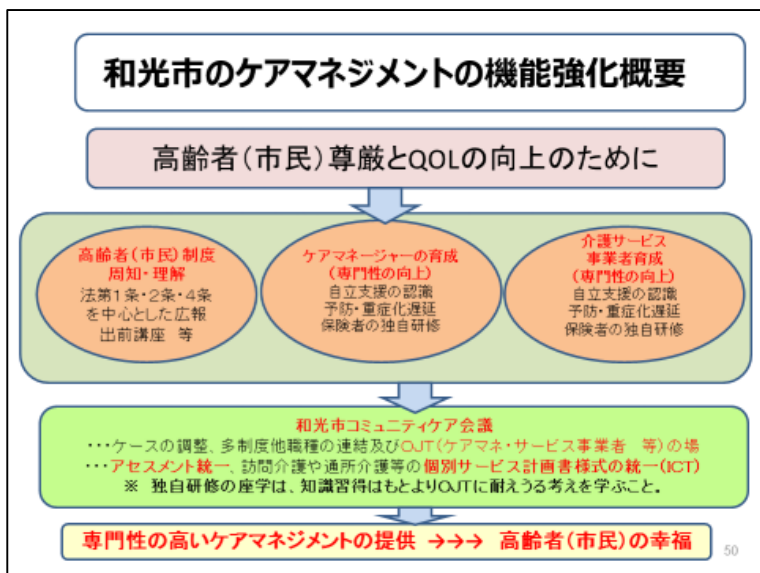 和光市のケアマネジメントの機能強化概要
高齢者(市民)尊厳とQOLの向上のために
高齢者(市民)制度
周知・理解
法第1条・2条・4条
を中心とした広報
出前講座 等
ケアマネージャーの育成
(専門性の向上)
自立支援の認識
予防・重症化遅延
保険者の独自研修
介護サービス
事業者育成
(専門性の向上)
自立支援の認識
予防・重症化遅延
保険者の独自研修
和光市コミュニティケア会議
・・・ケースの調整、多制度他職種の連結及びOJT(ケアマネ・サービス事業者 等)の場
・・・アセスメント統一、訪問介護や通所介護等の個別サービス計画書様式の統一(ICT)
※ 独自研修の座学は、知識習得はもとよりOJTに耐えうる考えを学ぶこと。
専門性の高いケアマネジメントの提供 →→→ 高齢者(市民)の幸福
50